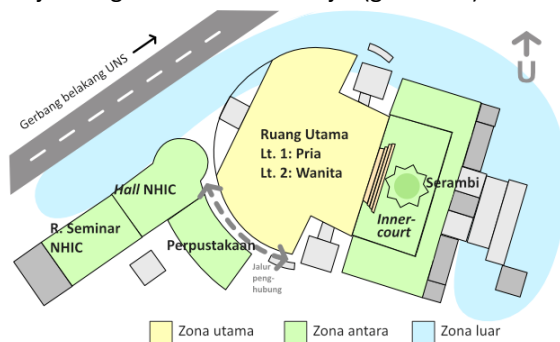 Gerbang belakang UNS
U
Ruang Utama
Lt. 1: Pria
Lt. 2: Wanita
Hall NHIC
R. Seminar
NHIC
Perpustakaan
Jalur
peng-
hubung
Serambi
Inner-
court
Zona utama
Zona antara
Zona luar